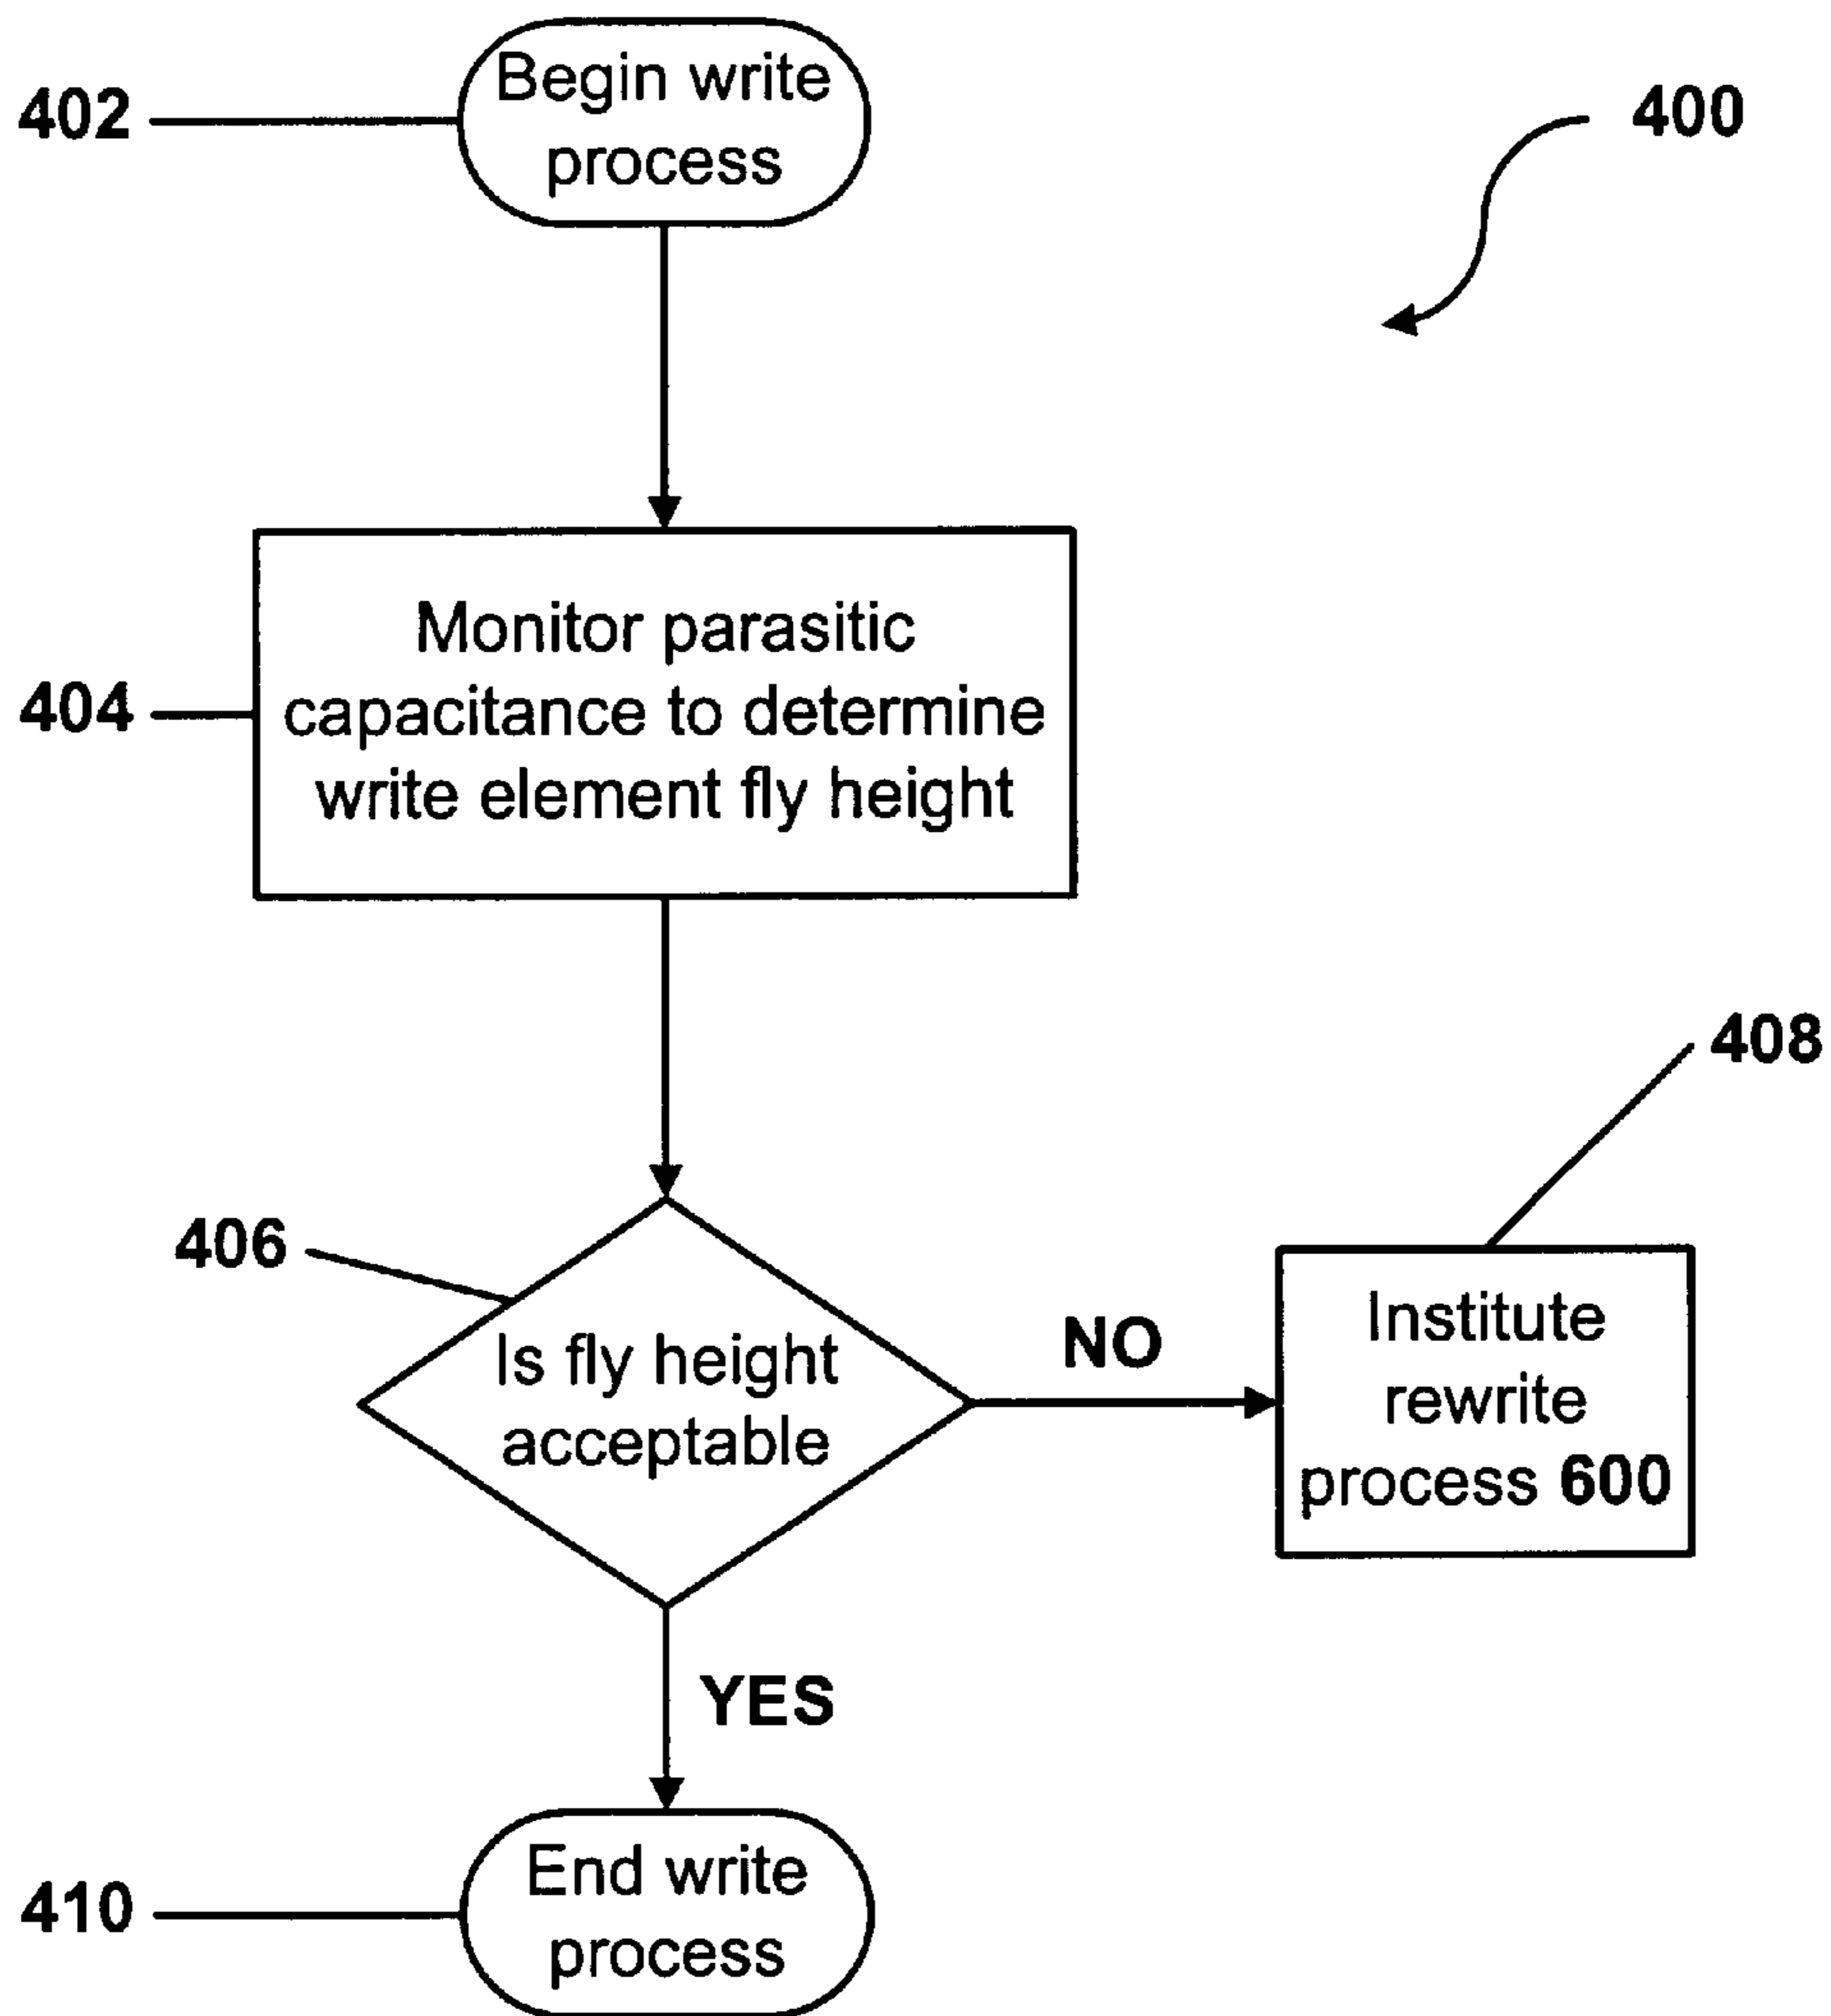 Begin write
process
402
400
Monitor parasitic
capacitance to determine
write element fly height
404
408
406
Is fly height
acceptable
NO
Institute
rewrite
process 600
YES
End write
process
410